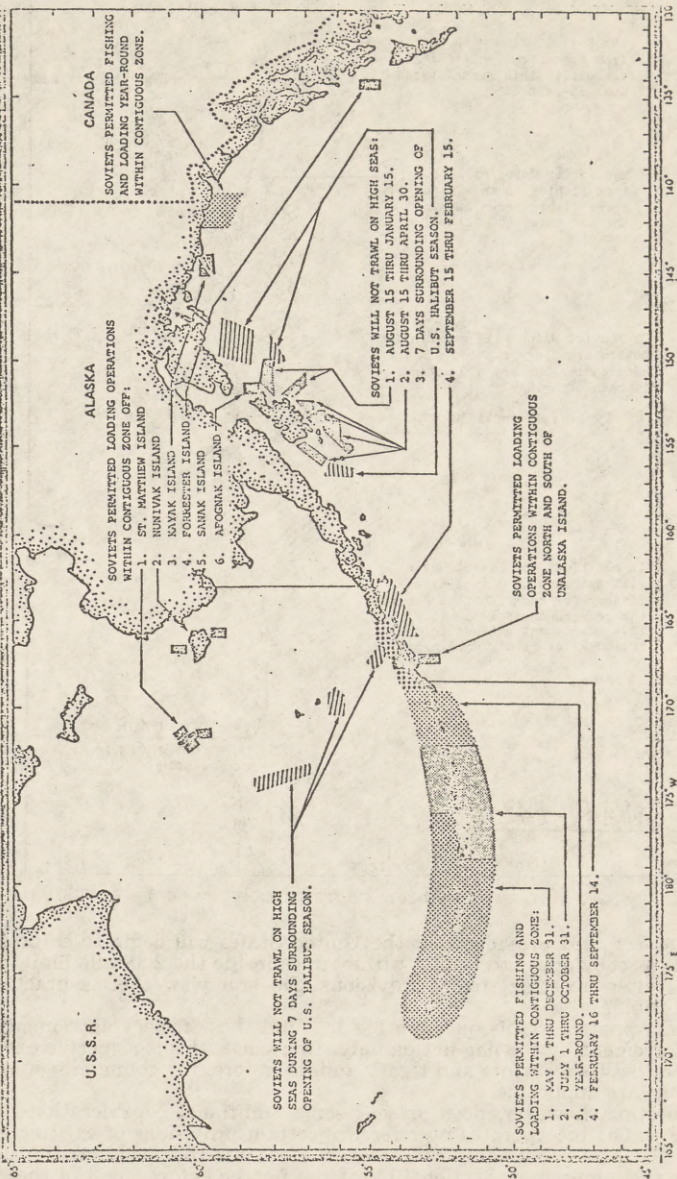 U.S.S.R.
ALASKA
CANADA
SOVIETS PERMITTED FISHING
AND LOADING YEAR-ROUND
WITHIN CONTIGUOUS ZONE.
SOVIETS PERMITTED LOADING OPERATIONS
WITHIN CONTIGUOUS ZONE OFF:
1. ST. MATTHEW ISLAND
2. NUNIVAK ISLAND
3. KAYAK ISLAND
4. FORRESTER ISLAND
5. SANAK ISLAND
6. AFOGNAK ISLAND
SOVIETS WILL NOT TRAWL ON HIGH SEAS:
1. AUGUST 15 THRU JANUARY 15.
2. AUGUST 15 THRU APRIL 30.
3. 7 DAYS SURROUNDING OPENING OF
U.S. HALIBUT SEASON.
4. SEPTEMBER 15 THRU FEBRUARY 15.
SOVIETS PERMITTED LOADING
OPERATIONS WITHIN CONTIGUOUS
ZONE NORTH AND SOUTH OF
UNALASKA ISLAND.
SOVIETS WILL NOT TRAWL ON HIGH
SEAS DURING 7 DAYS SURROUNDING
OPENING OF U.S. HALIBUT SEASON.
SOVIETS PERMITTED FISHING AND
LOADING WITHIN CONTIGUOUS ZONE:
1. MAY 1 THRU DECEMBER 31.
2. JULY 1 THRU OCTOBER 31.
3. YEAR-ROUND.
4. FEBRUARY 16 THRU SEPTEMBER 14.
65
60
55
50°
45°
165°
170°
175° E
180°
175° W
170°
165°
160°
155°
150°
145°
140°
135°
130